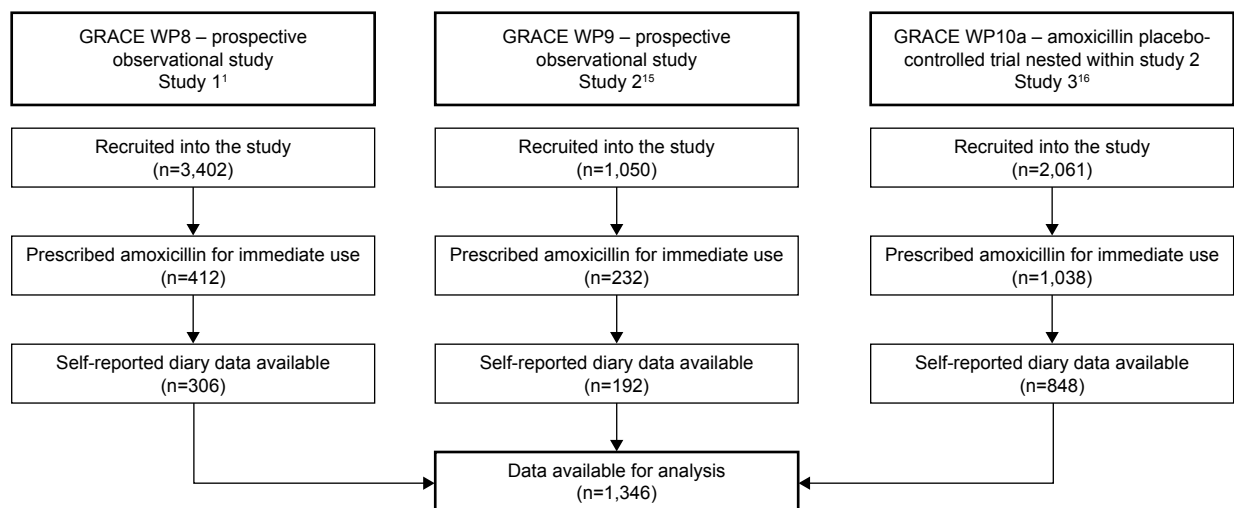 GRACE WP8 – prospective
observational study
Study 1¹
GRACE WP9 – prospective
observational study
Study 2¹⁵
GRACE WP10a – amoxicillin placebo-
controlled trial nested within study 2
Study 3¹⁶
Recruited into the study
(n=3,402)
Recruited into the study
(n=1,050)
Recruited into the study
(n=2,061)
Prescribed amoxicillin for immediate use
(n=412)
Prescribed amoxicillin for immediate use
(n=232)
Prescribed amoxicillin for immediate use
(n=1,038)
Self-reported diary data available
(n=306)
Self-reported diary data available
(n=192)
Self-reported diary data available
(n=848)
Data available for analysis
(n=1,346)